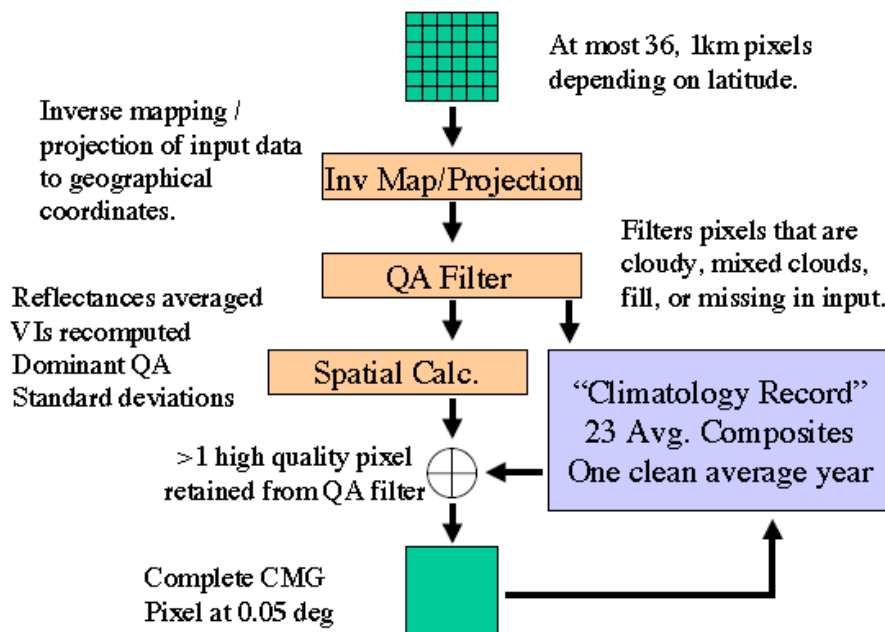 At most 36, 1km pixels
depending on latitude.
Inverse mapping /
projection of input data
to geographical
coordinates.
Inv Map/Projection
QA Filter
Filters pixels that are
cloudy, mixed clouds,
fill, or missing in input.
Reflectances averaged
VIs recomputed
Dominant QA
Standard deviations
Spatial Calc.
“Climatology Record”
23 Avg. Composites
One clean average year
>1 high quality pixel
retained from QA filter
Complete CMG
Pixel at 0.05 deg